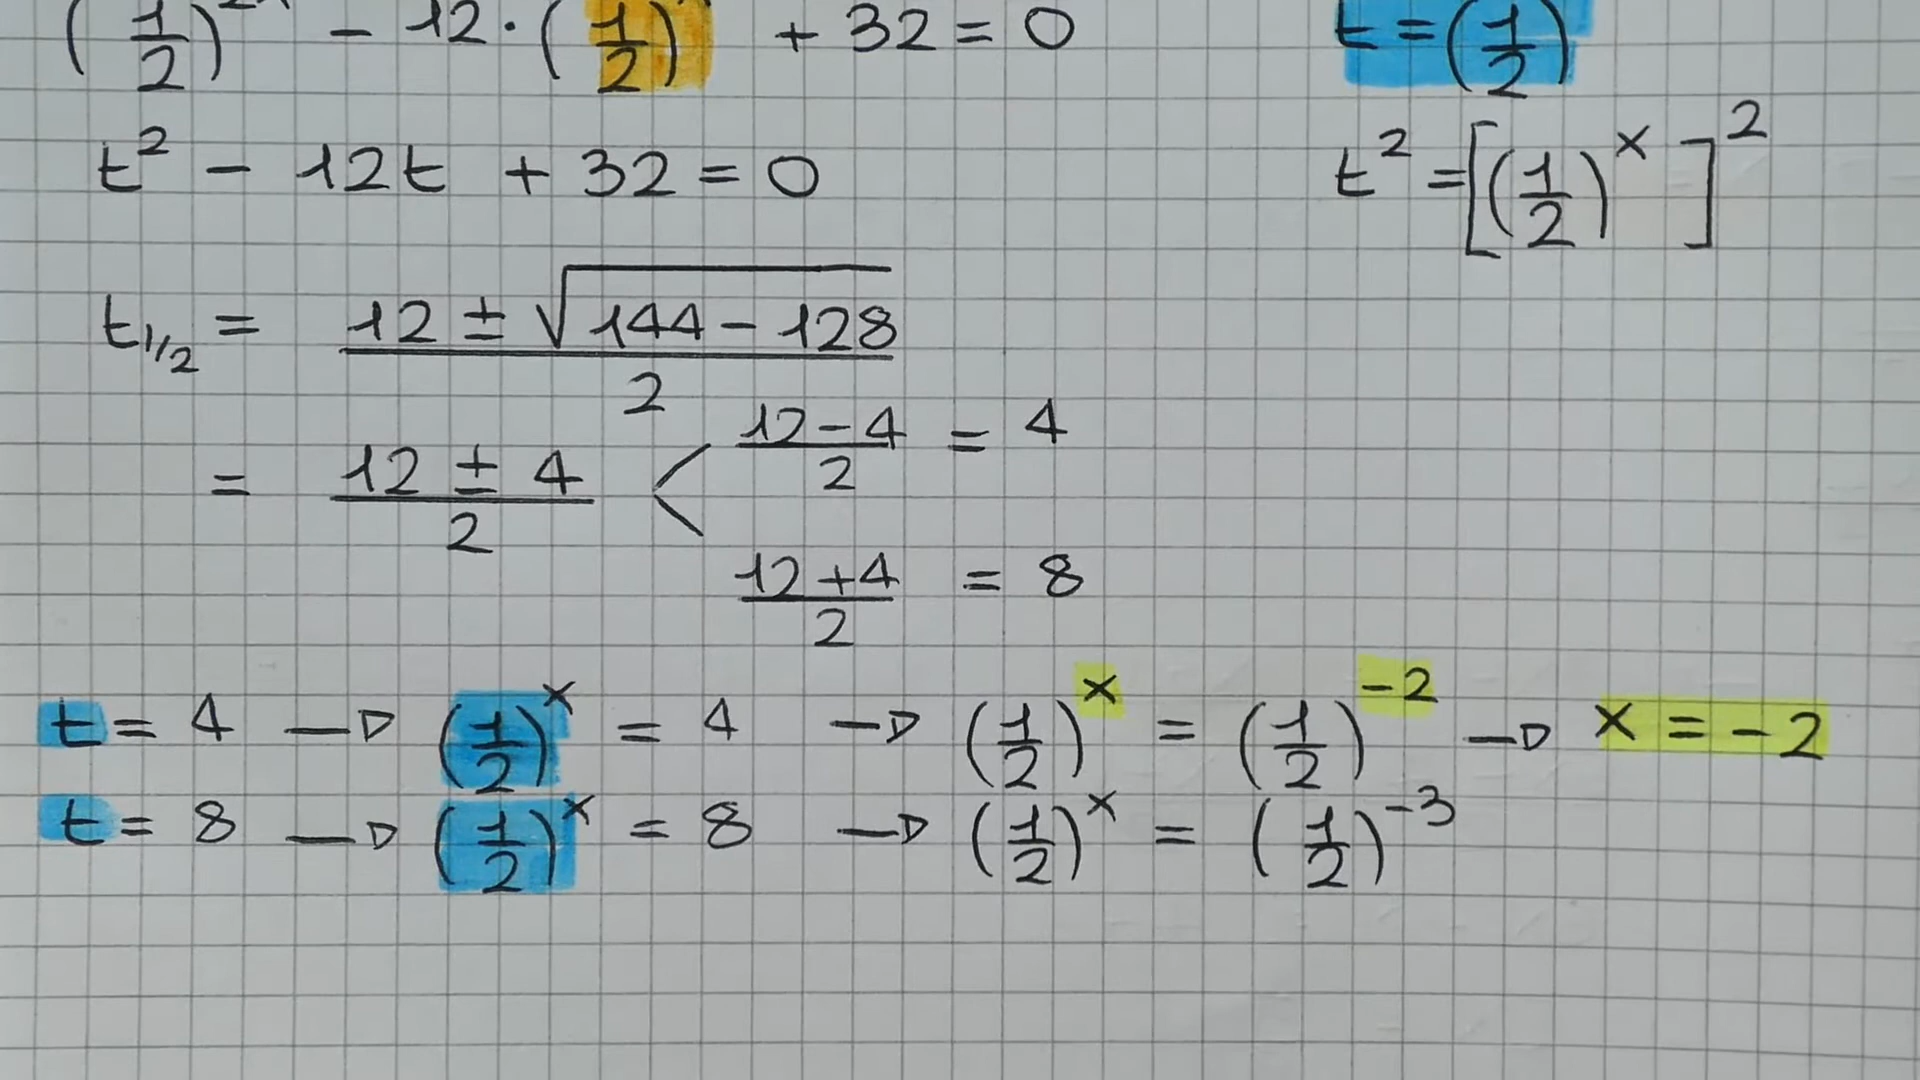 (1/2)^2x - 12 · (1/2) + 32 = 0
t = (1/2)
t² - 12t + 32 = 0
t² = [(1/2)^x]²
t₁/₂ = (12 ± √(144 - 128))/2
= (12 ± 4)/2 < (12 - 4)/2 = 4
(12 + 4)/2 = 8
t = 4 → (1/2)^x = 4 → (1/2)^x = (1/2)^-2 → x = -2
t = 8 → (1/2)^x = 8 → (1/2)^x = (1/2)^-3